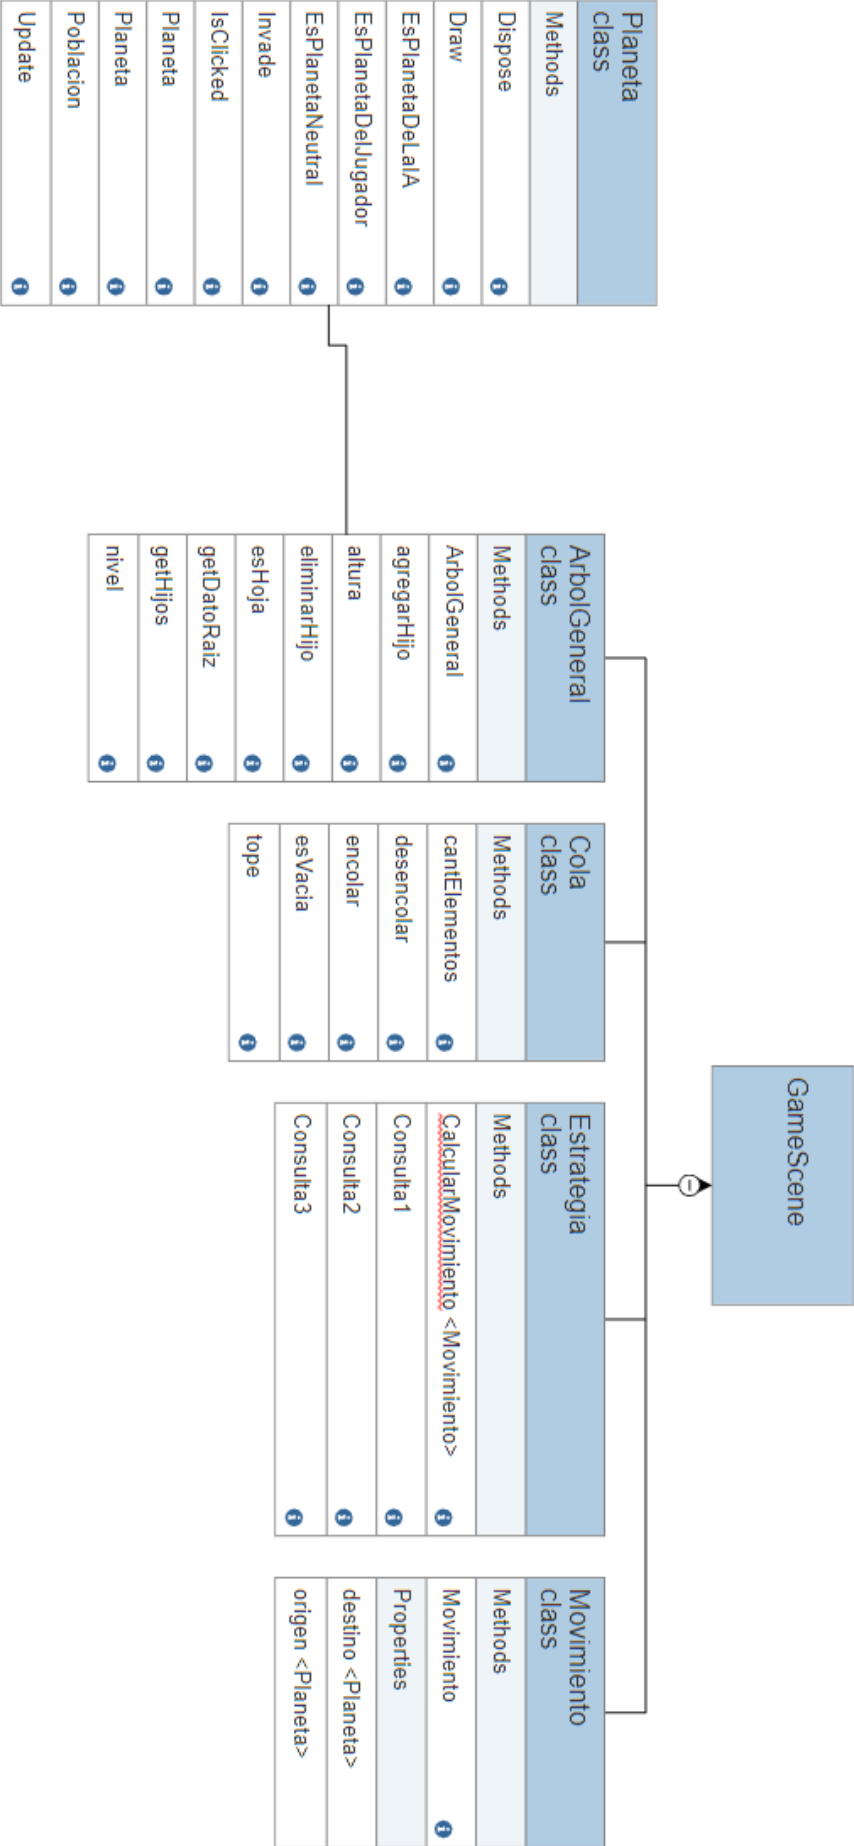 GameScene
Planeta
class
Methods
Dispose
Draw
EsPlanetaDeLaIA
EsPlanetaDelJugador
EsPlanetaNeutral
Invade
IsClicked
Planeta
Planeta
Poblacion
Update
ArbolGeneral
class
Methods
ArbolGeneral
agregarHijo
altura
eliminarHijo
esHoja
getDatoRaiz
getHijos
nivel
Cola
class
Methods
cantElementos
desencolar
encolar
esVacia
tope
Estrategia
class
Methods
CalcularMovimiento <Movimiento>
Consulta1
Consulta2
Consulta3
Movimiento
class
Methods
Movimiento
Properties
destino <Planeta>
origen <Planeta>